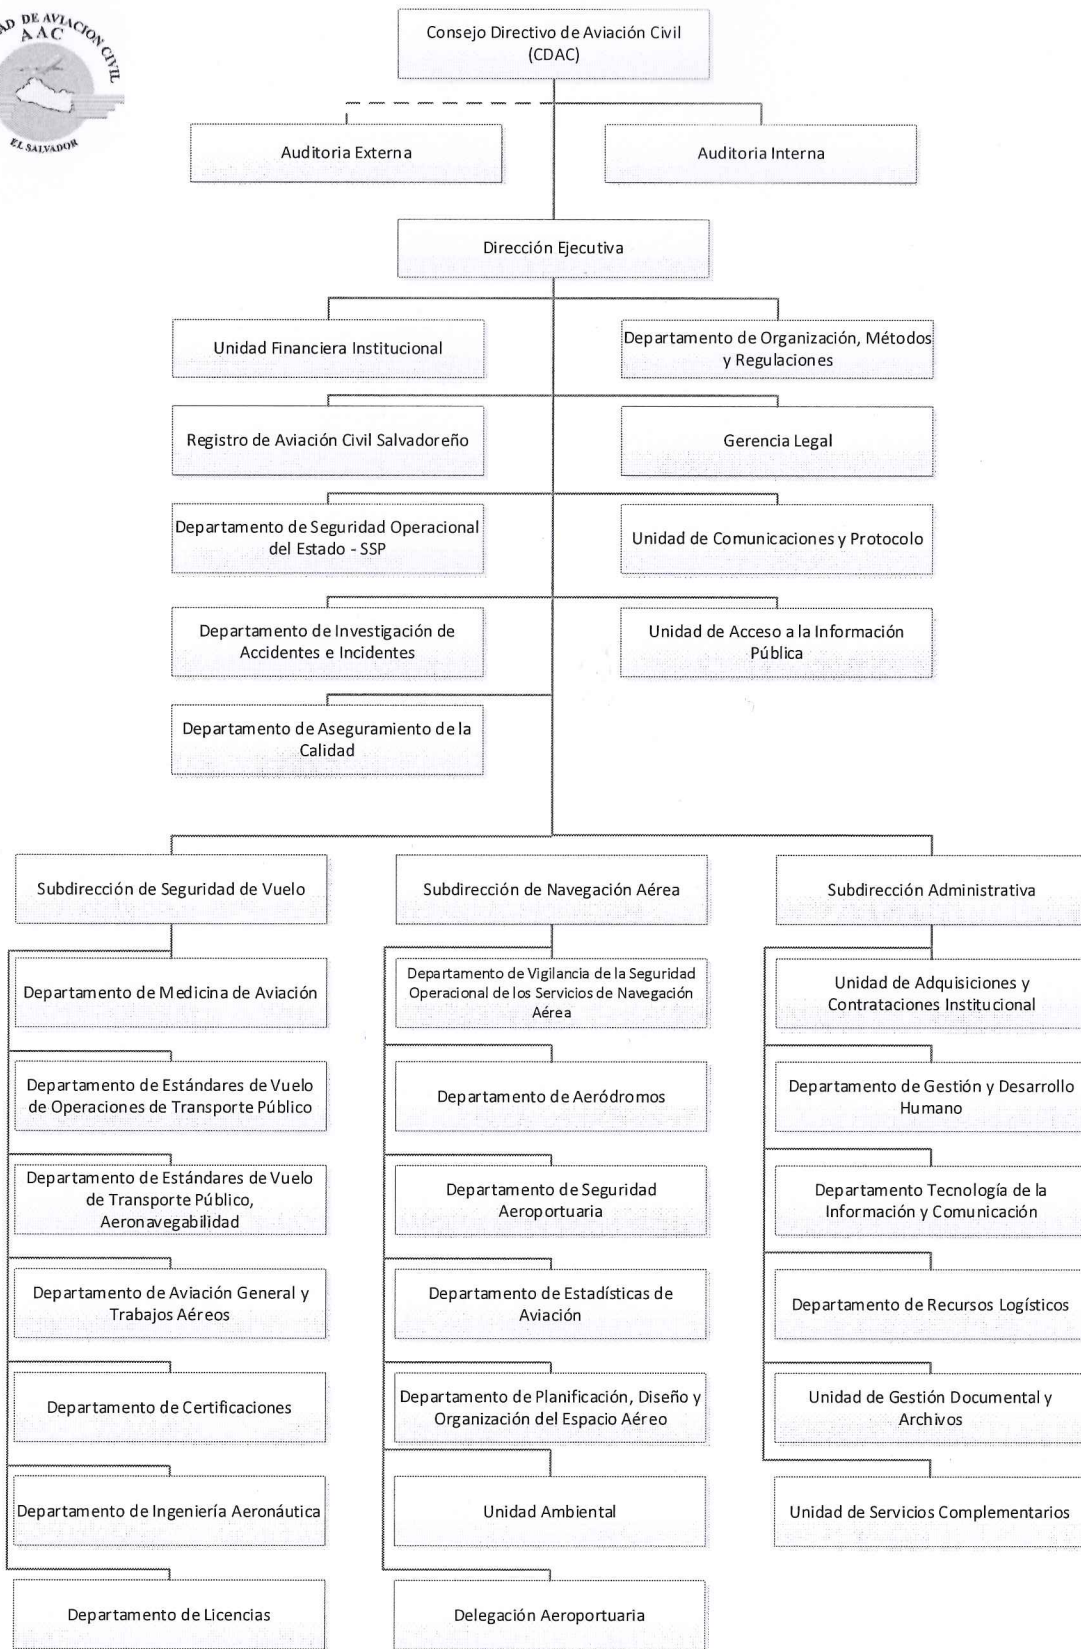 DE AVIACION CIVIL
AAC
EL SALVADOR
Consejo Directivo de Aviación Civil
(CDAC)
Auditoria Externa
Auditoria Interna
Dirección Ejecutiva
Unidad Financiera Institucional
Departamento de Organización, Métodos
y Regulaciones
Registro de Aviación Civil Salvadoreño
Gerencia Legal
Departamento de Seguridad Operacional
del Estado - SSP
Unidad de Comunicaciones y Protocolo
Departamento de Investigación de
Accidentes e Incidentes
Unidad de Acceso a la Información
Pública
Departamento de Aseguramiento de la
Calidad
Subdirección de Seguridad de Vuelo
Subdirección de Navegación Aérea
Subdirección Administrativa
Departamento de Medicina de Aviación
Departamento de Vigilancia de la Seguridad
Operacional de los Servicios de Navegación
Aérea
Unidad de Adquisiciones y
Contrataciones Institucional
Departamento de Estándares de Vuelo
de Operaciones de Transporte Público
Departamento de Aeródromos
Departamento de Gestión y Desarrollo
Humano
Departamento de Estándares de Vuelo
de Transporte Público,
Aeronavegabilidad
Departamento de Seguridad
Aeroportuaria
Departamento Tecnología de la
Información y Comunicación
Departamento de Aviación General y
Trabajos Aéreos
Departamento de Estadísticas de
Aviación
Departamento de Recursos Logísticos
Departamento de Certificaciones
Departamento de Planificación, Diseño y
Organización del Espacio Aéreo
Unidad de Gestión Documental y
Archivos
Departamento de Ingeniería Aeronáutica
Unidad Ambiental
Unidad de Servicios Complementarios
Departamento de Licencias
Delegación Aeroportuaria